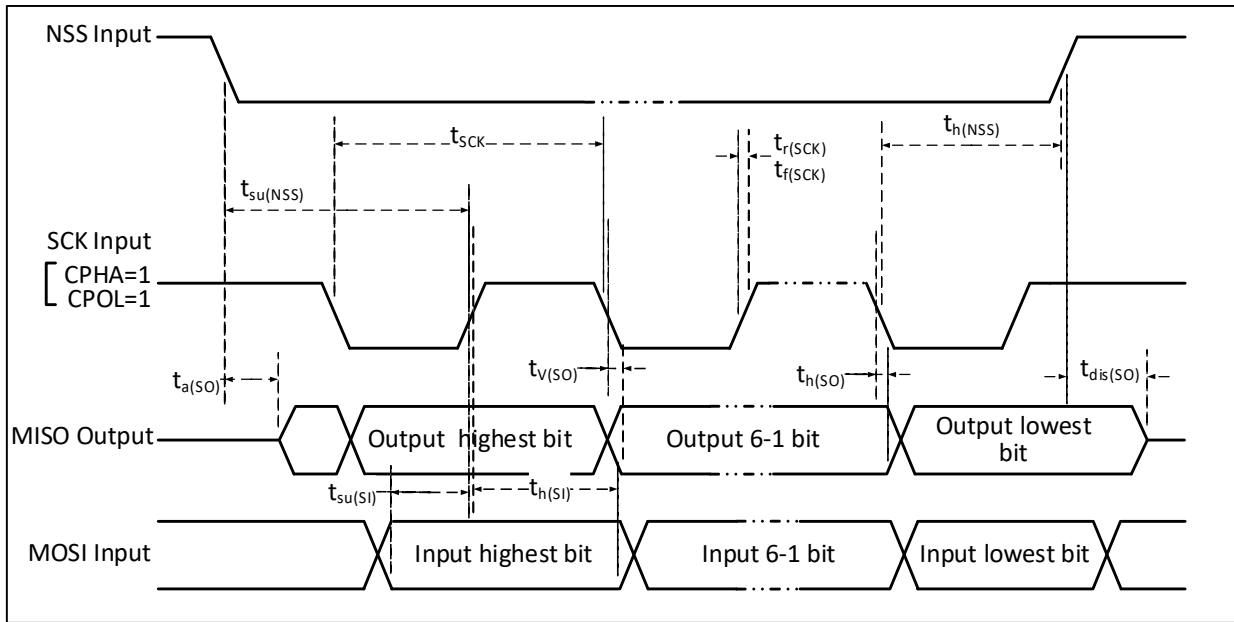 NSS Input
tSCK
th(NSS)
tr(SCK)
tf(SCK)
tsu(NSS)
SCK Input
CPHA=1
CPOL=1
ta(SO)
tV(SO)
th(SO)
tdis(SO)
MISO Output
Output highest bit
Output 6-1 bit
Output lowest
bit
tsu(SI)
th(SI)
MOSI Input
Input highest bit
Input 6-1 bit
Input lowest bit